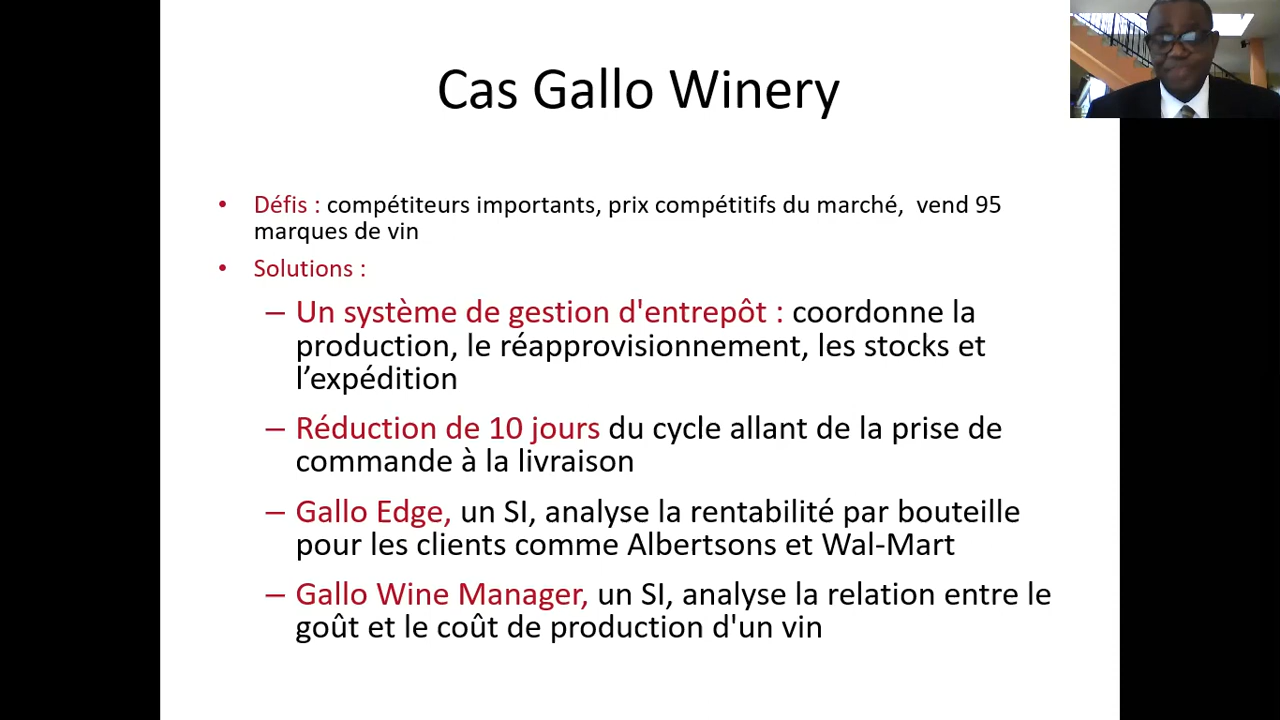 Cas Gallo Winery
• Défis : compétiteurs importants, prix compétitifs du marché,  vend 95
marques de vin
• Solutions :
– Un système de gestion d'entrepôt : coordonne la
production, le réapprovisionnement, les stocks et
l’expédition
– Réduction de 10 jours du cycle allant de la prise de
commande à la livraison
– Gallo Edge, un SI, analyse la rentabilité par bouteille
pour les clients comme Albertsons et Wal-Mart
– Gallo Wine Manager, un SI, analyse la relation entre le
goût et le coût de production d'un vin